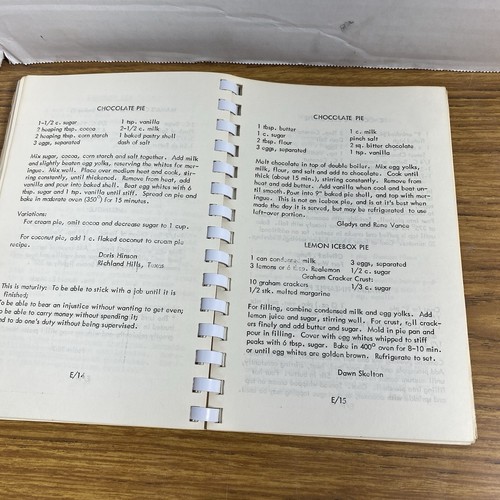 CHOCOLATE PIE
1-1/2 c. sugar 1 tsp. vanilla
2 heaping tbsp. cocoa 2-1/2 c. milk
2 heaping tbsp. corn starch 1 baked pastry shell
3 eggs, separated dash of salt
Mix sugar, cocoa, corn starch and salt together. Add milk
and slightly beaten egg yolks, reserving the whites for mer-
ingue. Mix well. Place over medium heat and cook, stir-
ring constantly, until thickened. Remove from heat, add
vanilla and pour into baked shell. Beat egg whites with 6
tbsp. sugar and 1 tsp. vanilla until stiff. Spread on pie and
bake in moderate oven (350°) for 15 minutes.
Variations:
For cream pie, omit cocoa and decrease sugar to 1 cup.
For coconut pie, add 1 c. flaked coconut to cream pie
recipe.
Doris Hinson
Richland Hills, Texas
This is maturity: To be able to stick with a job until it is
finished;
To be able to bear an injustice without wanting to get even;
to be able to carry money without spending it;
and to do one's duty without being supervised.
E/14
CHOCOLATE PIE
1 tbsp. butter 1 c. milk
1 c. sugar pinch salt
2 tbsp. flour 2 sq. bitter chocolate
3 eggs, separated 1 tsp. vanilla
Melt chocolate in top of double boiler. Mix egg yolks,
milk, flour, and salt and add to chocolate. Cook until
thick (about 15 min.), stirring constantly. Remove from
heat and add butter. Add vanilla when cool and beat un-
til smooth. Pour into 9" baked pie shell, and top with mer-
ingue. This is not an icebox pie, and is at it's best when
made the day it is served, but may be refrigerated to use
left-over portion.
Gladys and Rune Vance
LEMON ICEBOX PIE
1 can condensed milk 3 eggs, separated
3 lemons or 6 tbsp. Realemon 1/2 c. sugar
Graham Cracker Crust:
10 graham crackers 1/3 c. sugar
1/2 stk. melted margarine
For filling, combine condensed milk and egg yolks. Add
lemon juice and sugar, stirring well. For crust, roll crack-
ers finely and add butter and sugar. Mold in pie pan and
pour in filling. Cover with egg whites whipped to stiff
peaks with 6 tbsp. sugar. Bake in 400° oven for 8-10 min.
or until egg whites are golden brown. Refrigerate to set.
Dawn Skelton
E/15